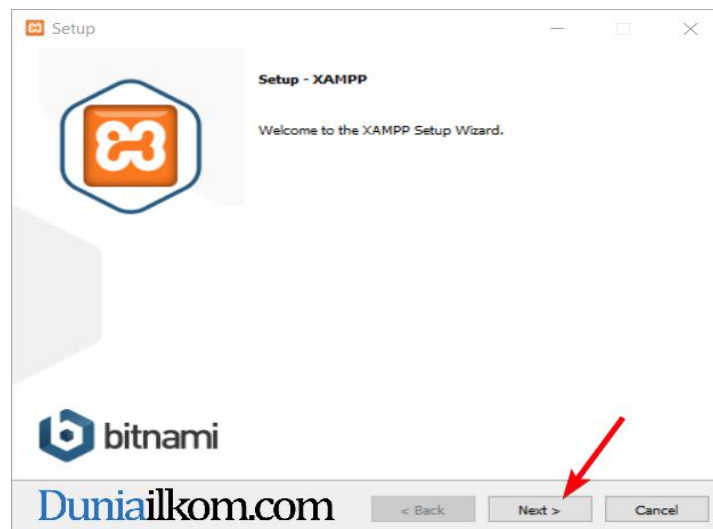 Setup
Setup - XAMPP
Welcome to the XAMPP Setup Wizard.
bitnami
Duniailkom.com
< Back
Next >
Cancel